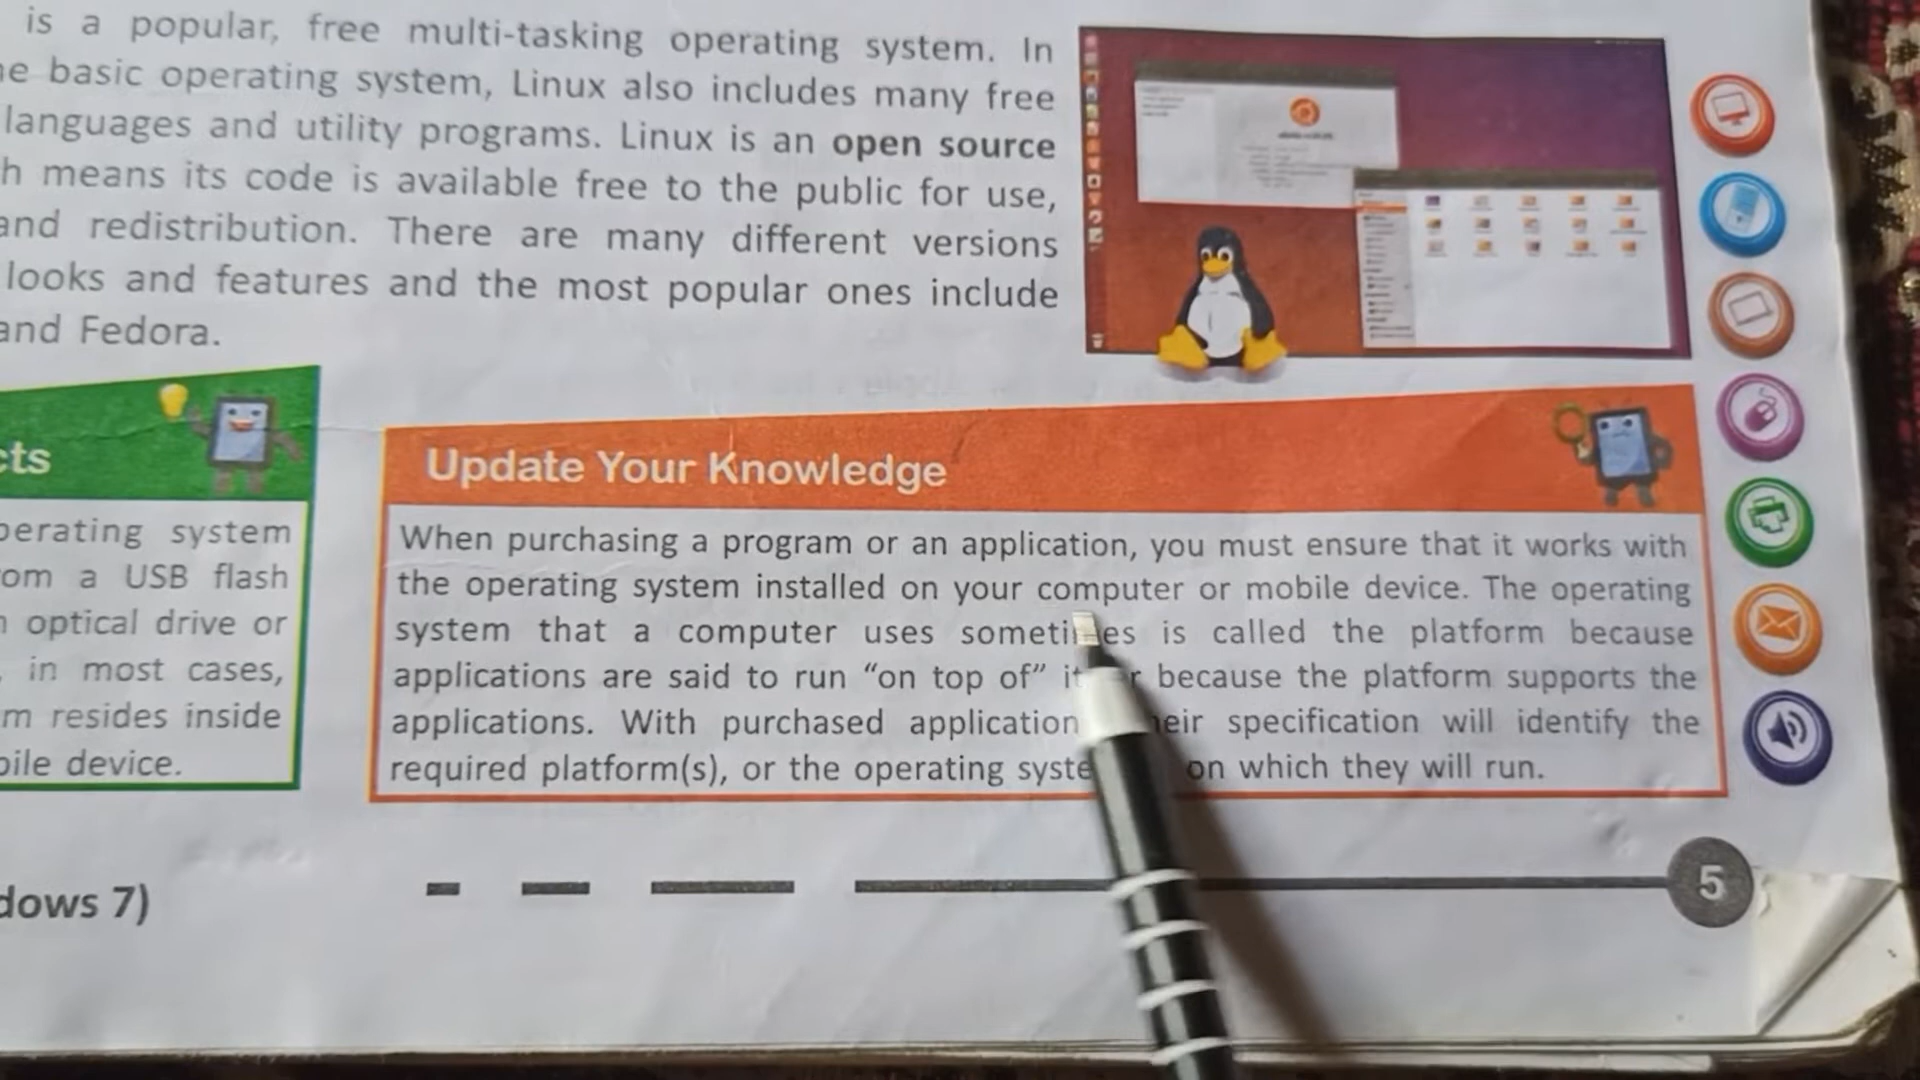 is a popular, free multi-tasking operating system. In
basic operating system, Linux also includes many free
languages and utility programs. Linux is an open source
means its code is available free to the public for use,
and redistribution. There are many different versions
looks and features and the most popular ones include
and Fedora.
operating system
a USB flash
optical drive or
in most cases,
resides inside
device.
Update Your Knowledge
When purchasing a program or an application, you must ensure that it works with
the operating system installed on your computer or mobile device. The operating
system that a computer uses sometimes is called the platform because
applications are said to run “on top of” it because the platform supports the
applications. With purchased application specification will identify the
required platform(s), or the operating on which they will run.
7)
5